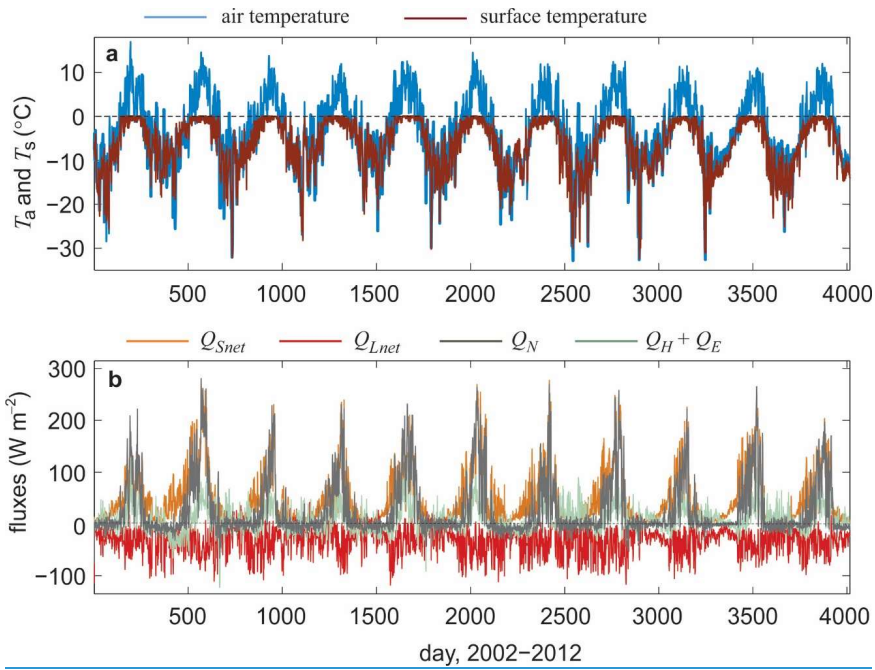 air temperature surface temperature
a
10
0
−10
−20
−30
Ta and Ts (°C)
500 1000 1500 2000 2500 3000 3500 4000
QSnet QLnet QN QH + QE
b
300
200
100
0
−100
fluxes (W m−2)
500 1000 1500 2000 2500 3000 3500 4000
day, 2002−2012